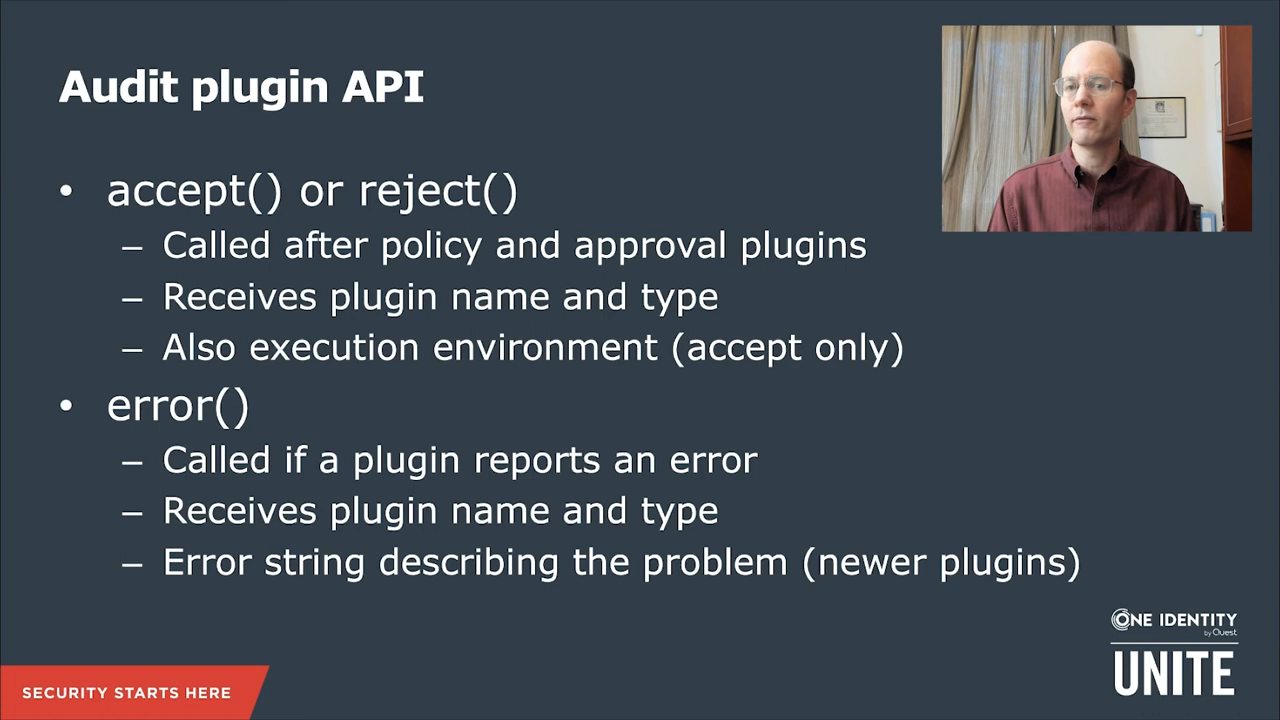 Audit plugin API
• accept() or reject()
– Called after policy and approval plugins
– Receives plugin name and type
– Also execution environment (accept only)
• error()
– Called if a plugin reports an error
– Receives plugin name and type
– Error string describing the problem (newer plugins)
ONE IDENTITY
by Quest
UNITE
SECURITY STARTS HERE